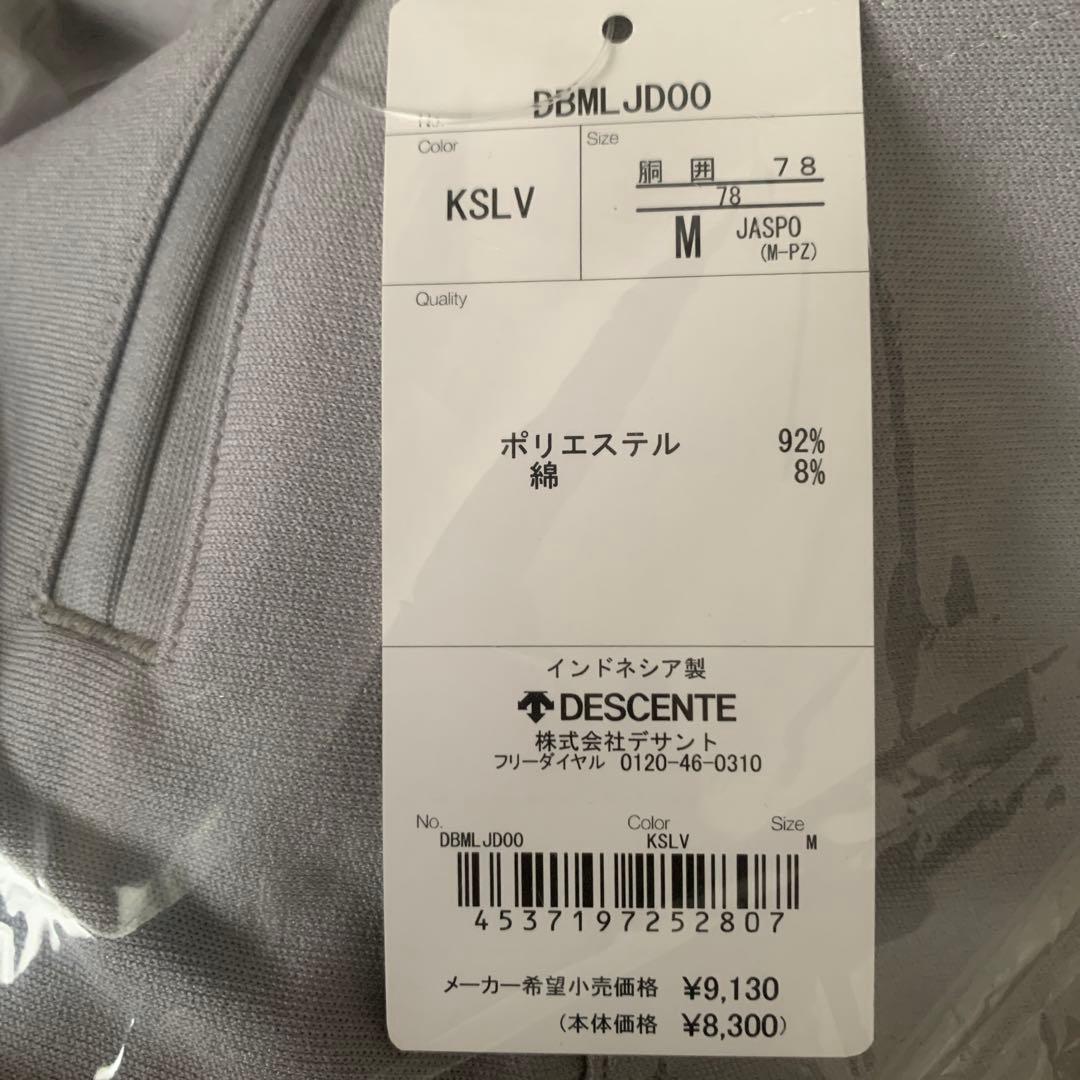 No. DBMLJD00
Color
KSLV
Size
胴 囲 78
78
M JASPO
(M-PZ)
Quality
ポリエステル 92%
綿 8%
インドネシア製
DESCENTE
株式会社デサント
フリーダイヤル 0120-46-0310
No. Color Size
DBMLJD00 KSLV M
4537197252807
メーカー希望小売価格 ¥9,130
(本体価格 ¥8,300)